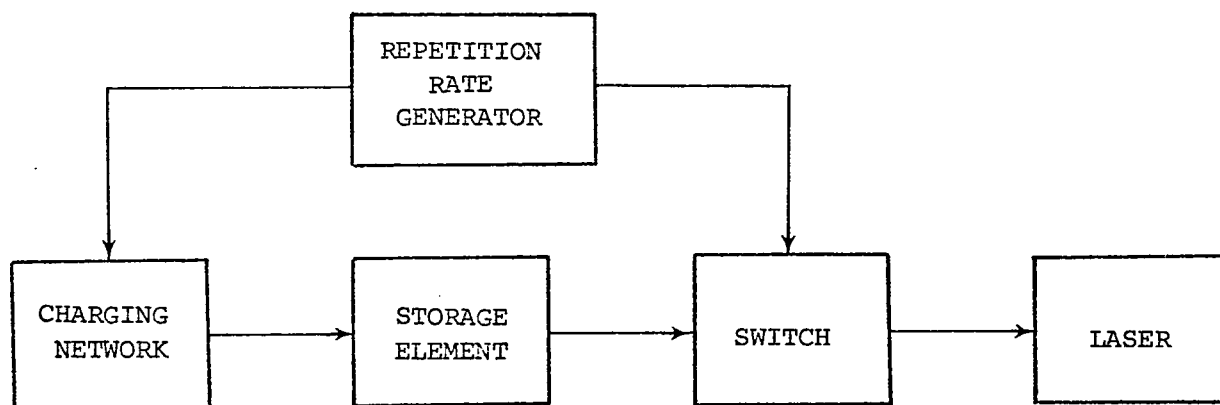 REPETITION
RATE
GENERATOR
CHARGING
NETWORK
STORAGE
ELEMENT
SWITCH
LASER